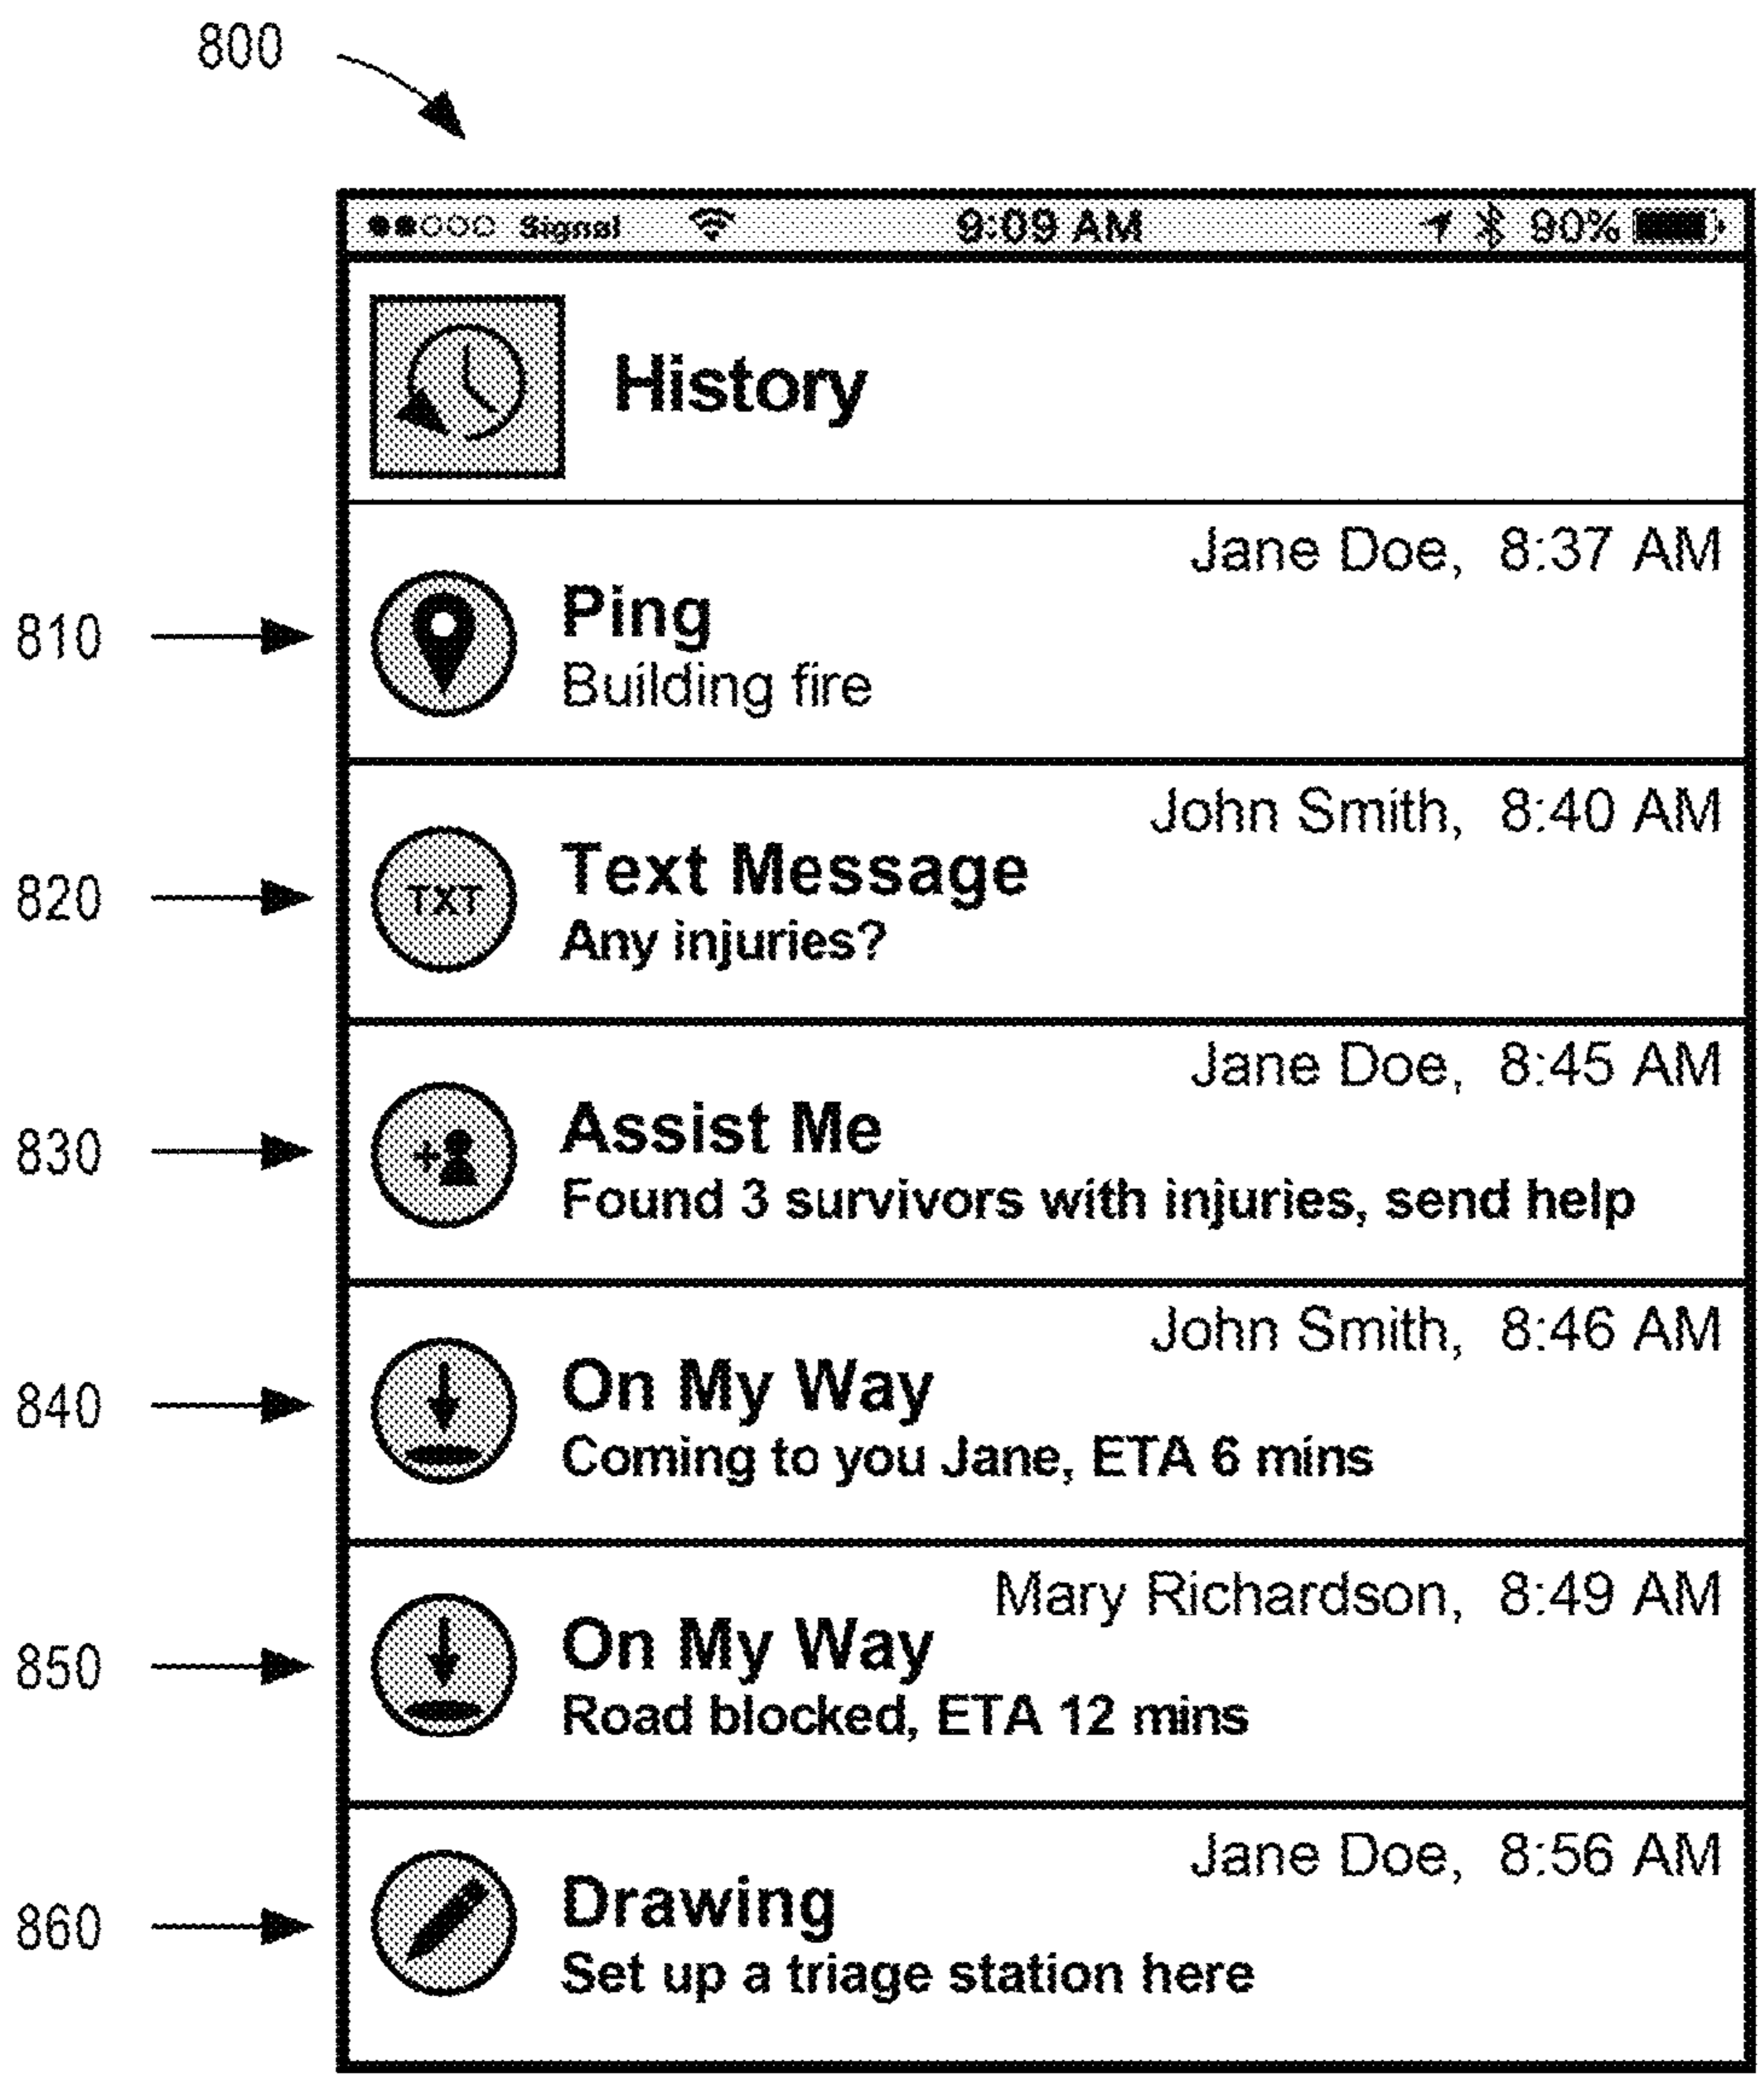 800
Signal 9:09 AM 90%
History
Jane Doe, 8:37 AM
810
Ping
Building fire
John Smith, 8:40 AM
820
TXT
Text Message
Any injuries?
Jane Doe, 8:45 AM
830
Assist Me
Found 3 survivors with injuries, send help
John Smith, 8:46 AM
840
On My Way
Coming to you Jane, ETA 6 mins
Mary Richardson, 8:49 AM
850
On My Way
Road blocked, ETA 12 mins
Jane Doe, 8:56 AM
860
Drawing
Set up a triage station here